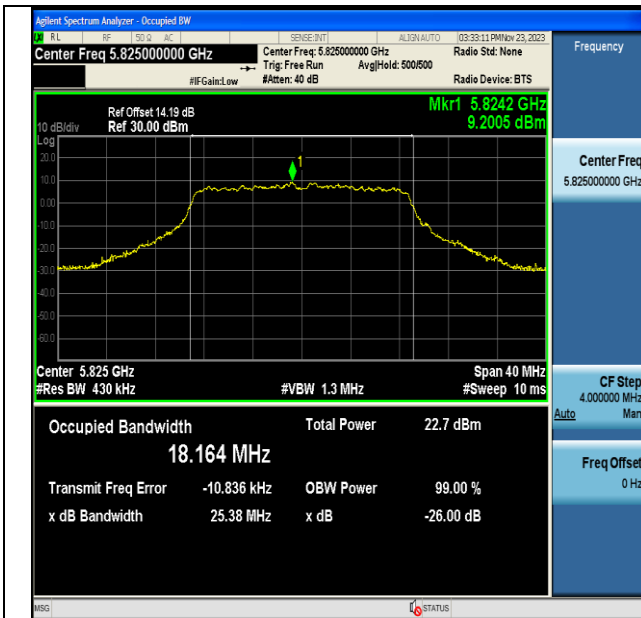 Agilent Spectrum Analyzer - Occupied BW
RL RF 50 Ω AC SENSE:INT ALIGN AUTO 03:33:11 PM Nov 23, 2023
Center Freq 5.825000000 GHz
Center Freq: 5.825000000 GHz Radio Std: None
Trig: Free Run Avg|Hold: 500/500
#IFGain:Low #Atten: 40 dB Radio Device: BTS
Frequency
Mkr1 5.8242 GHz
9.2005 dBm
Ref Offset 14.19 dB
10 dB/div Ref 30.00 dBm
Log
20.0
10.0
0.00
-10.0
-20.0
-30.0
-40.0
-50.0
-60.0
1
Center 5.825 GHz Span 40 MHz
#Res BW 430 kHz #VBW 1.3 MHz #Sweep 10 ms
Occupied Bandwidth Total Power 22.7 dBm
18.164 MHz
Transmit Freq Error -10.836 kHz OBW Power 99.00 %
x dB Bandwidth 25.38 MHz x dB -26.00 dB
Center Freq
5.825000000 GHz
CF Step
4.000000 MHz
Auto Man
Freq Offset
0 Hz
MSG STATUS